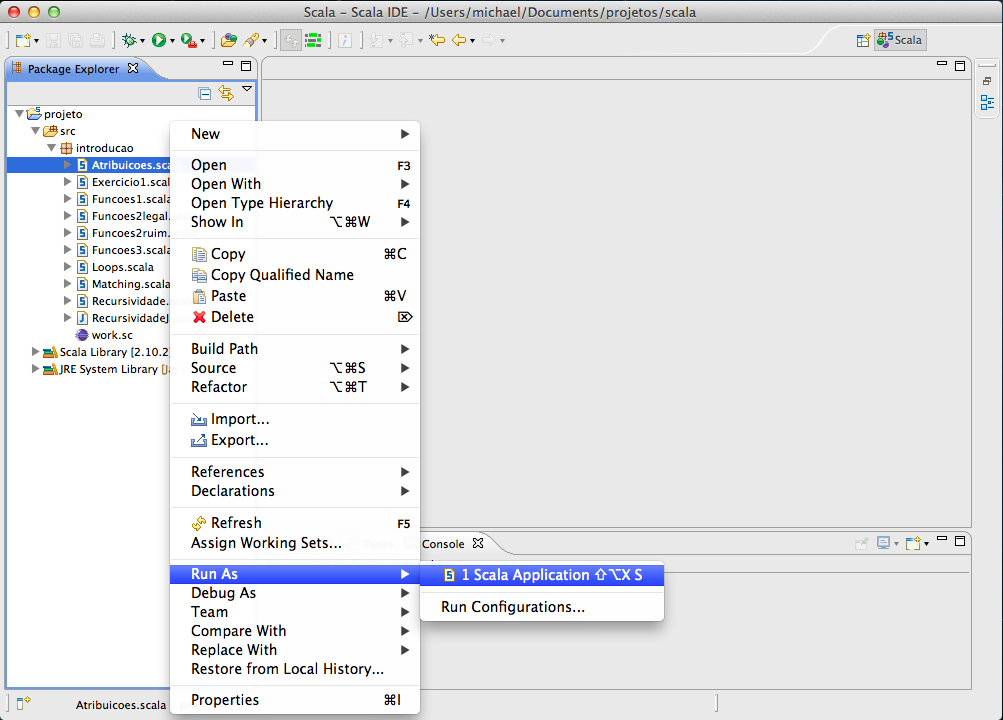 Scala – Scala IDE – /Users/michael/Documents/projetos/scala
Scala
Package Explorer
projeto
src
introducao
Atribuicoes.sca
Exercicio1.scal
Funcoes1.scala
Funcoes2legal.
Funcoes2ruim.
Funcoes3.scala
Loops.scala
Matching.scala
Recursividade.
RecursividadeJ
work.sc
Scala Library [2.10.2]
JRE System Library [Ja
New
Open F3
Open With
Open Type Hierarchy F4
Show In ⌥⌘W
Copy ⌘C
Copy Qualified Name
Paste ⌘V
Delete ⌦
Build Path
Source ⌥⌘S
Refactor ⌥⌘T
Import...
Export...
References
Declarations
Refresh F5
Assign Working Sets...
Run As
Debug As
Team
Compare With
Replace With
Restore from Local History...
Properties ⌘I
Console
1 Scala Application ⇧⌥X S
Run Configurations...
Atribuicoes.scala